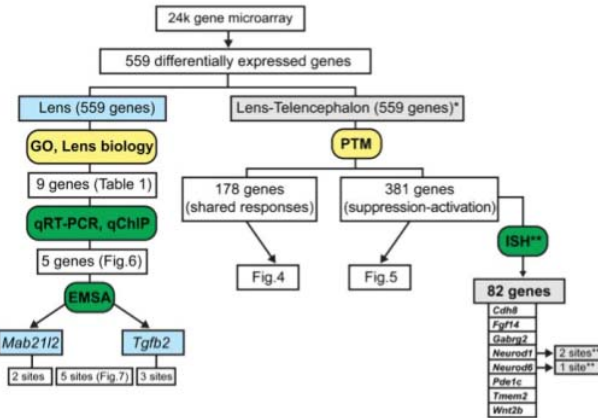 24k gene microarray
559 differentially expressed genes
Lens (559 genes)
Lens-Telencephalon (559 genes)*
GO, Lens biology
PTM
9 genes (Table 1)
178 genes
(shared responses)
381 genes
(suppression-activation)
qRT-PCR, qChIP
ISH**
5 genes (Fig.6)
Fig.4
Fig.5
EMSA
82 genes
Cdh8
Fgf14
Gabrg2
Mab21l2
Tgfb2
Neurod1
2 sites**
Neurod6
1 site**
2 sites
5 sites (Fig.7)
3 sites
Pde1c
Tmem2
Wnt2b